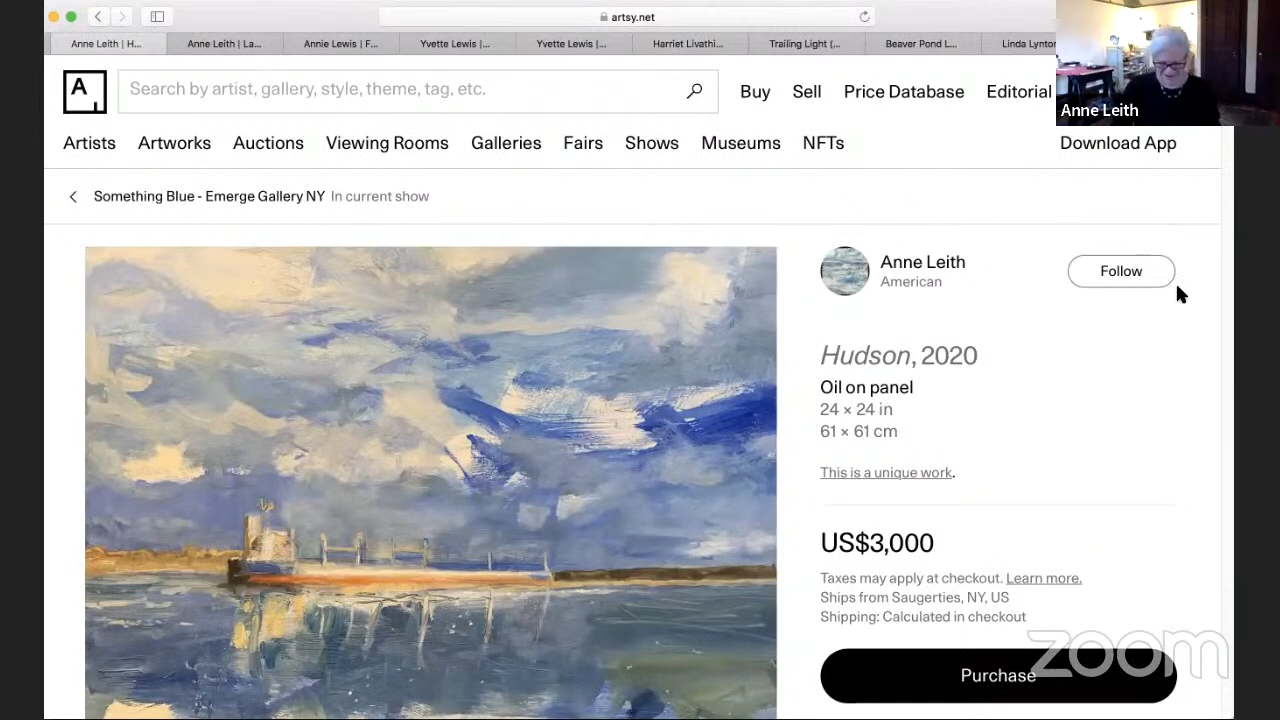 artsy.net
Anne Leith | H...
Anne Leith | La...
Annie Lewis | F...
Yvette Lewis |...
Yvette Lewis |...
Harriet Livathi...
Trailing Light (...
Beaver Pond L...
Linda Lynton
A
Search by artist, gallery, style, theme, tag, etc.
Buy
Sell
Price Database
Editorial
Anne Leith
Artists
Artworks
Auctions
Viewing Rooms
Galleries
Fairs
Shows
Museums
NFTs
Download App
Something Blue - Emerge Gallery NY In current show
Anne Leith
American
Follow
Hudson, 2020
Oil on panel
24 × 24 in
61 × 61 cm
This is a unique work.
US$3,000
Taxes may apply at checkout. Learn more.
Ships from Saugerties, NY, US
Shipping: Calculated in checkout
Purchase
zoom